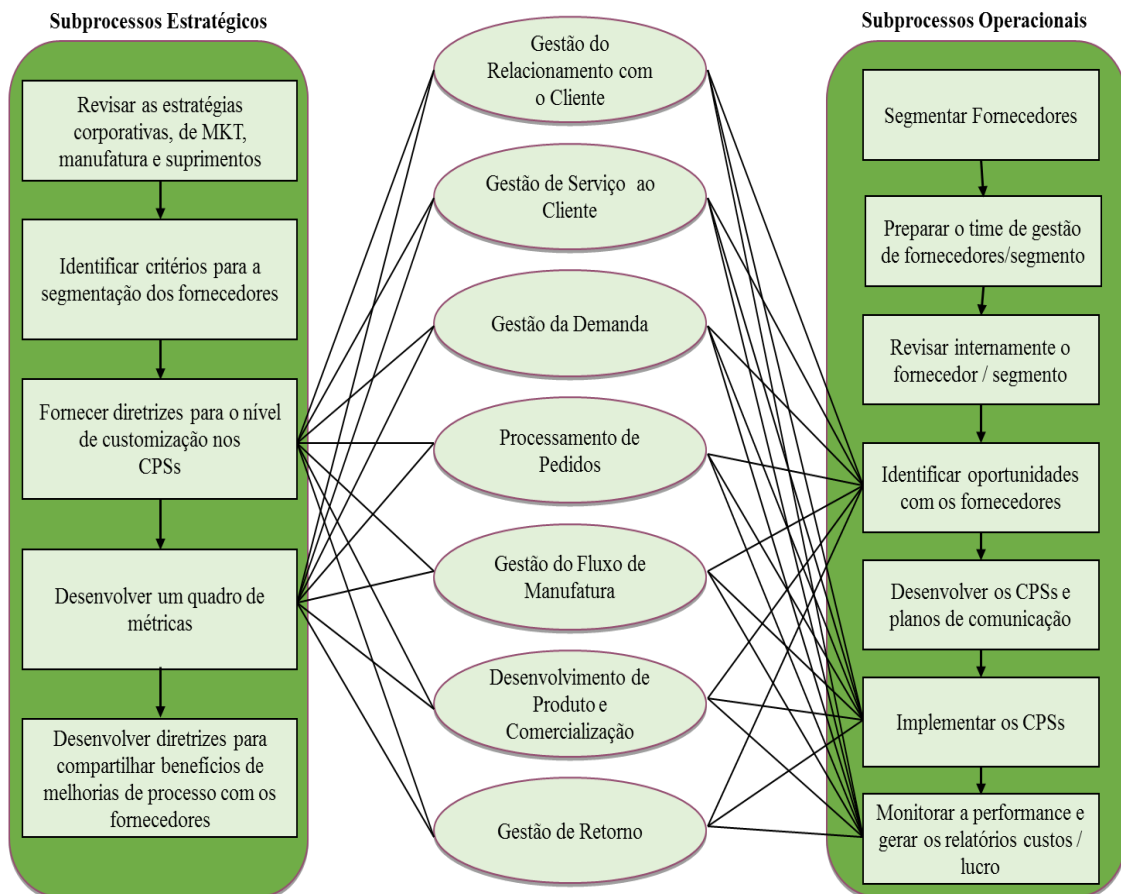 Subprocessos Estratégicos
Revisar as estratégias
corporativas, de MKT,
manufatura e suprimentos
Identificar critérios para a
segmentação dos fornecedores
Fornecer diretrizes para o nível
de customização nos
CPSs
Desenvolver um quadro de
métricas
Desenvolver diretrizes para
compartilhar benefícios de
melhorias de processo com os
fornecedores
Gestão do
Relacionamento com
o Cliente
Gestão de Serviço ao
Cliente
Gestão da Demanda
Processamento de
Pedidos
Gestão do Fluxo de
Manufatura
Desenvolvimento de
Produto e
Comercialização
Gestão de Retorno
Subprocessos Operacionais
Segmentar Fornecedores
Preparar o time de gestão
de fornecedores/segmento
Revisar internamente o
fornecedor / segmento
Identificar oportunidades
com os fornecedores
Desenvolver os CPSs e
planos de comunicação
Implementar os CPSs
Monitorar a performance e
gerar os relatórios custos /
lucro